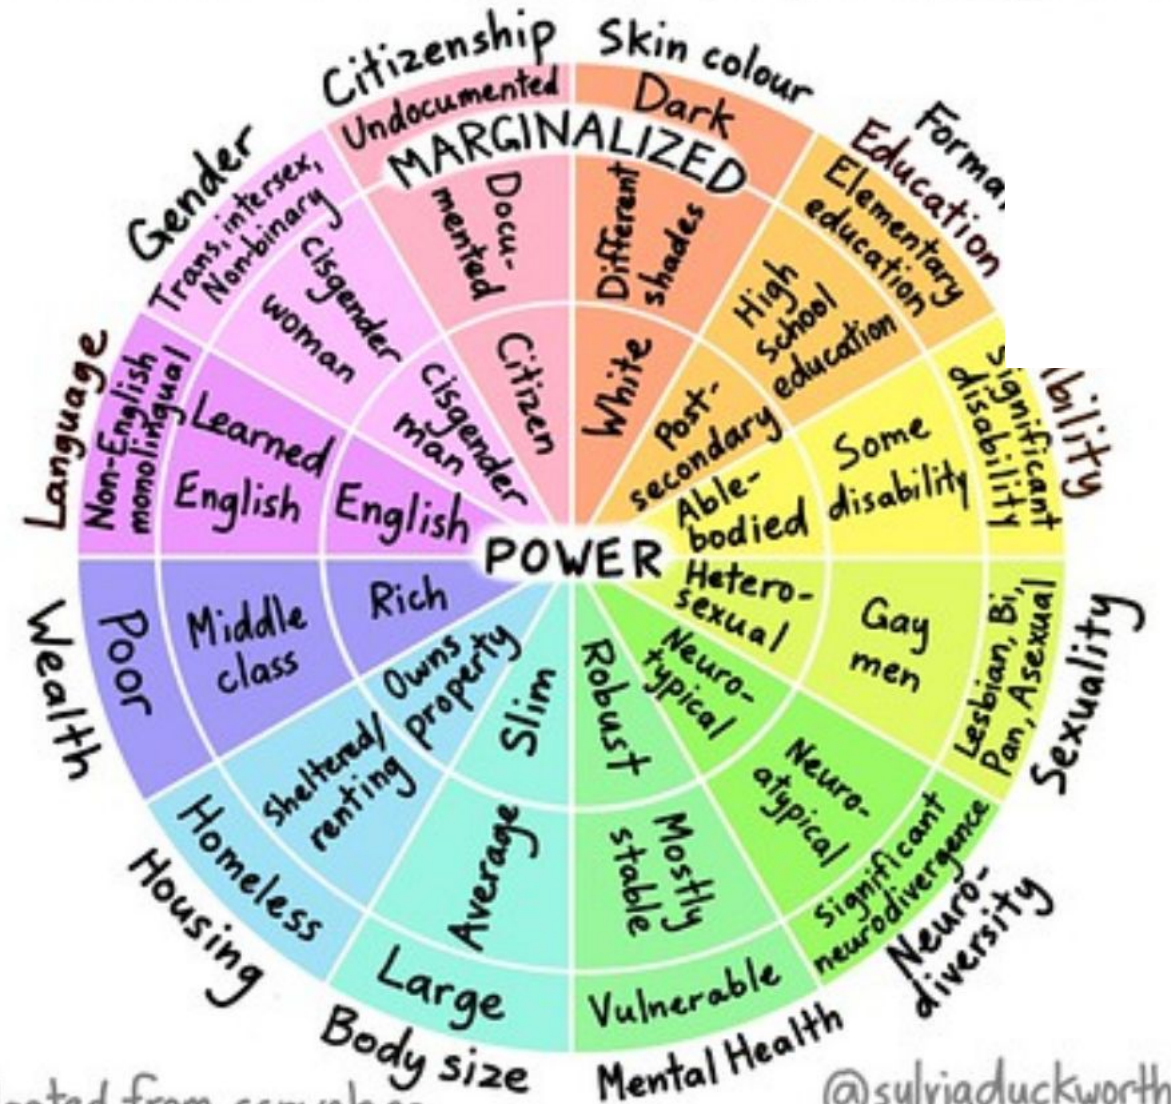 Citizenship
Undocumented
Docu-
mented
Citizen
Skin colour
Dark
Different
shades
White
MARGINALIZED
Education
Elementary
education
High
school
education
Post-
secondary
Significant
disability
Some
disability
Able-
bodied
Sexuality
Lesbian, Bi,
Pan, Asexual
Gay
men
Hetero-
sexual
Neuro-
diversity
Significant
neurodivergence
Neuro-
atypical
Neuro-
typical
Mental Health
Vulnerable
Mostly
stable
Robust
Body size
Large
Average
Slim
Housing
Homeless
Sheltered/
renting
Owns
property
Wealth
Poor
Middle
class
Rich
Language
Non-English
monolingual
Learned
English
English
Gender
Trans, intersex,
Non-binary
cisgender
woman
cisgender
man
POWER
from
@sylviaduckworth